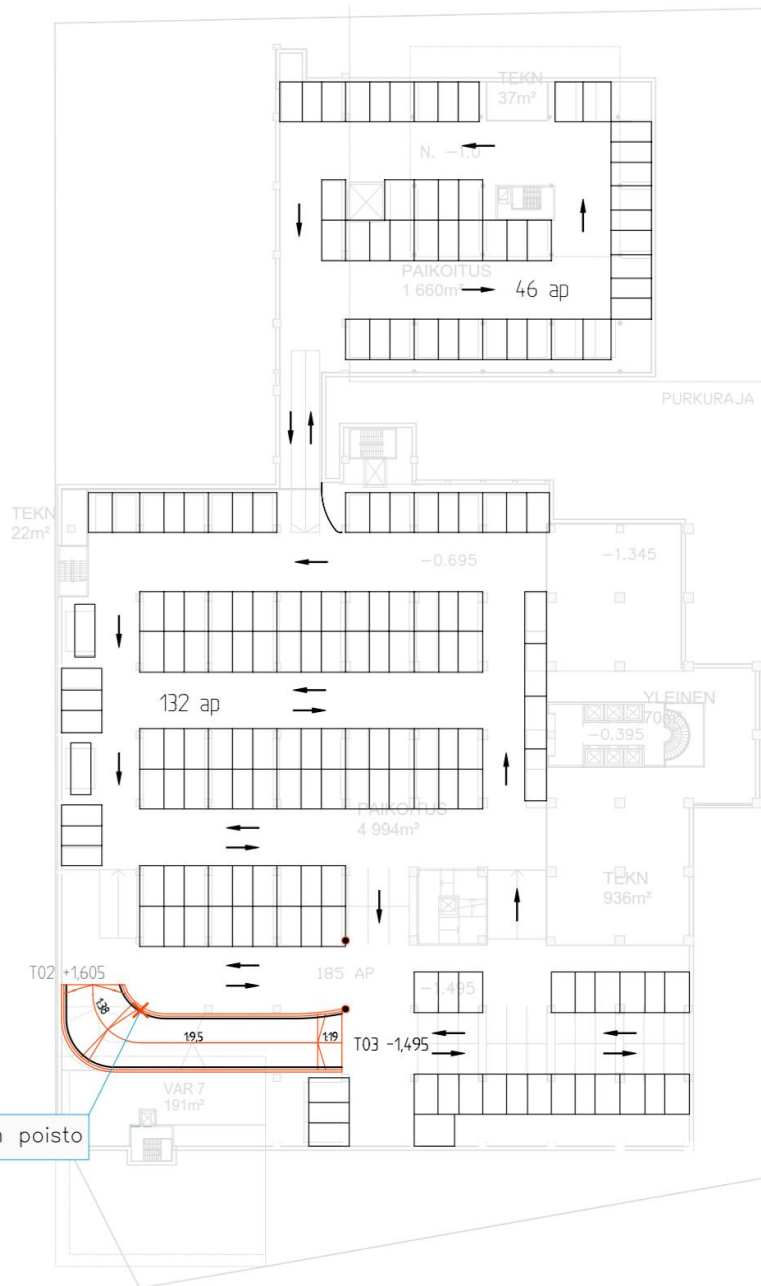 TEKN
37m²
N. -1.0
PAIKOITUS
1 660m²
46 ap
PURKURAJA
TEKN
22m²
-0.695
-1.345
132 ap
YLEINEN
-0.395
PAIKOITUS
4 994m²
TEKN
936m²
T02 +1,605
185 AP
-1.495
1:38
1:9,5
1:19
T03 -1,495
VAR 7
191m²
poisto